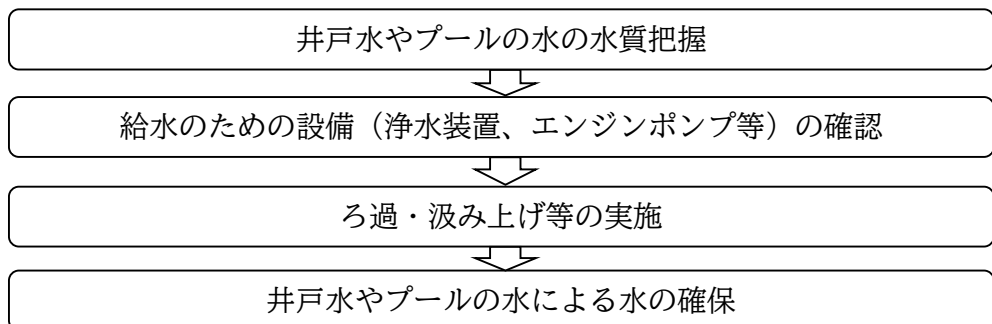 井戸水やプールの水の水質把握
給水のための設備（浄水装置、エンジンポンプ等）の確認
ろ過・汲み上げ等の実施
井戸水やプールの水による水の確保